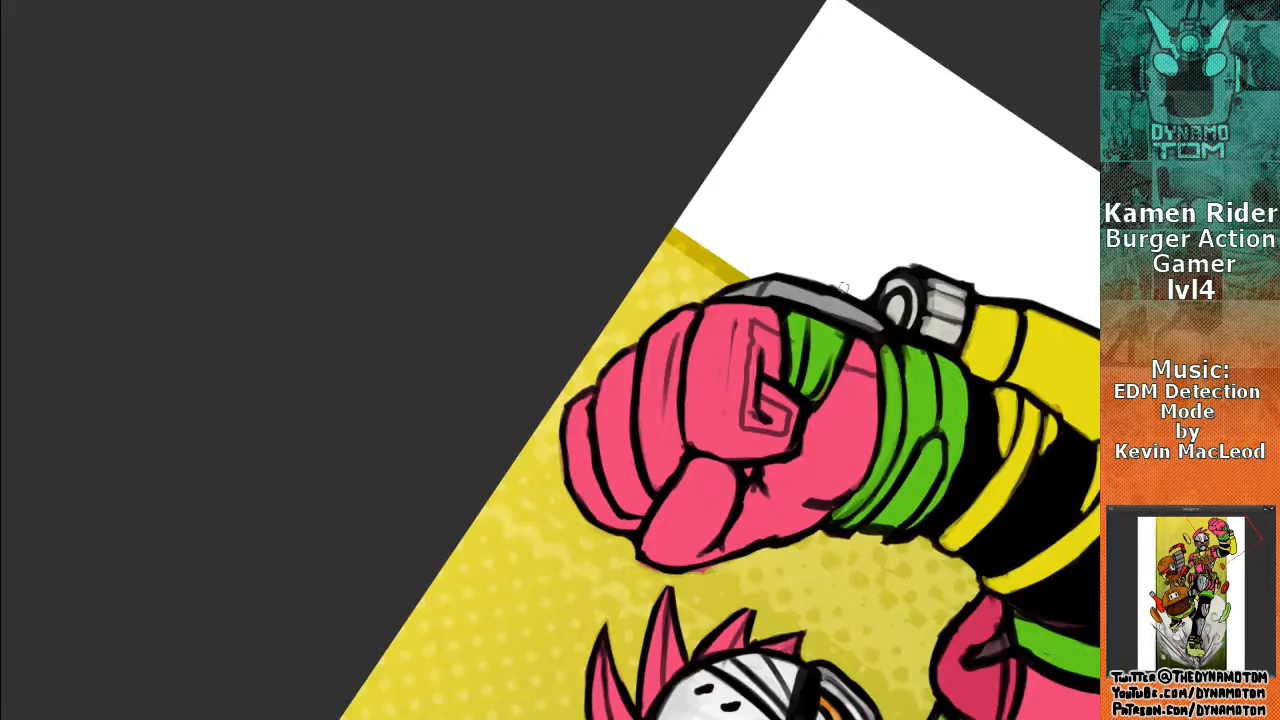 DYNAMO
TOM
Kamen Rider
Burger Action
Gamer
lvl4
Music:
EDM Detection
Mode
by
Kevin MacLeod
Twitter@TheDynamoTom
YouTube.com/DynamoTom
Patreon.com/DynamoTom